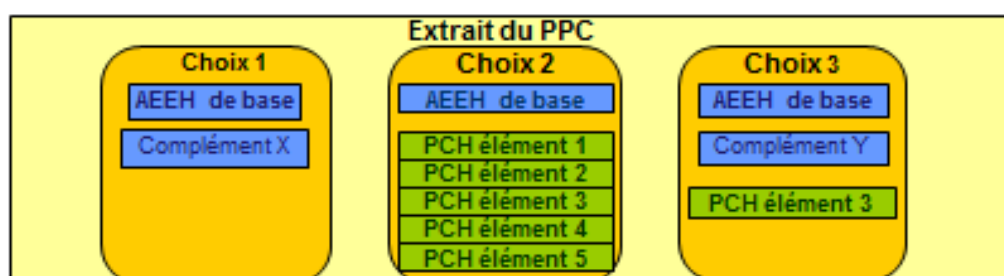 Extrait du PPC
Choix 1
AEEH de base
Complément X
Choix 2
AEEH de base
PCH élément 1
PCH élément 2
PCH élément 3
PCH élément 4
PCH élément 5
Choix 3
AEEH de base
Complément Y
PCH élément 3